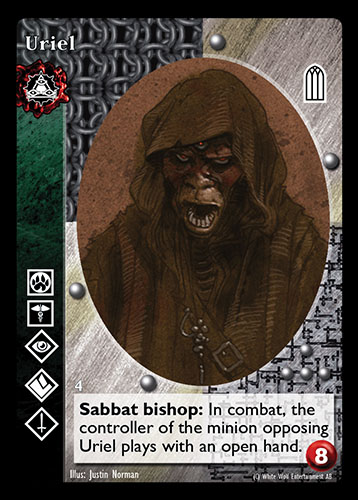 Uriel
4
Sabbat bishop: In combat, the
controller of the minion opposing
Uriel plays with an open hand.
8
Illus: Justin Norman
(C) White Wolf Entertainment AB